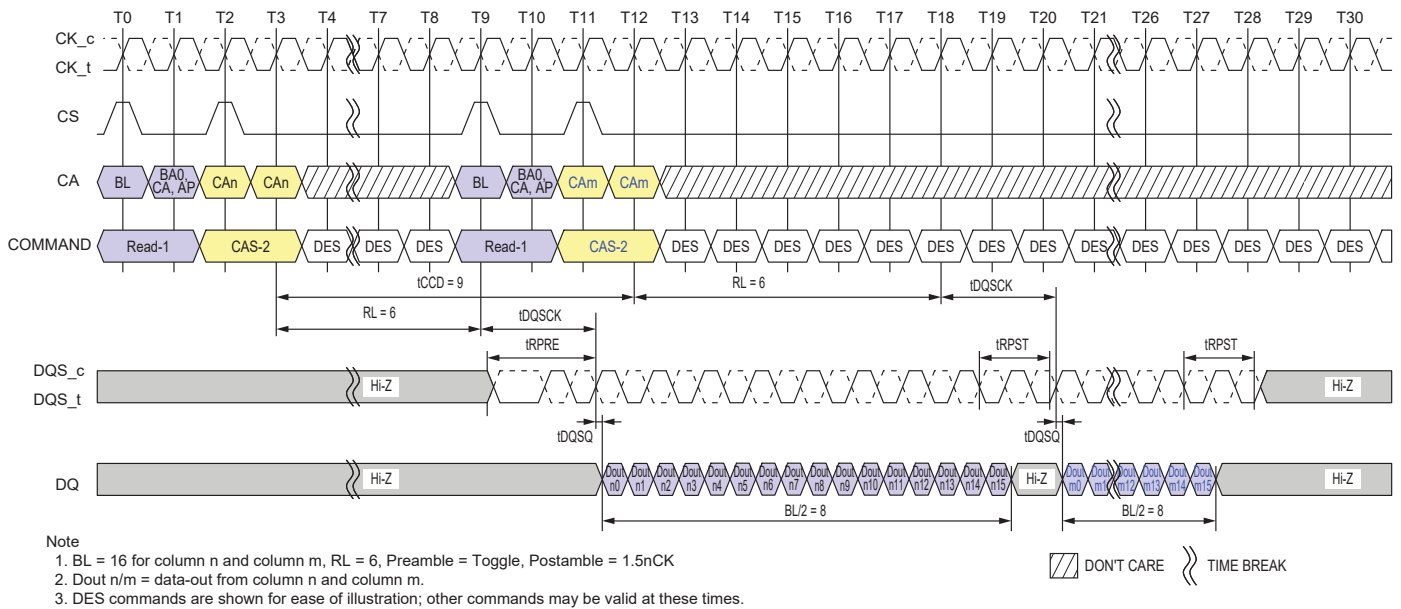 T0 T1 T2 T3 T4 T7 T8 T9 T10 T11 T12 T13 T14 T15 T16 T17 T18 T19 T20 T21 T26 T27 T28 T29 T30
CK_c
CK_t
CS
CA BL BA0, CA, AP CAn CAn BL BA0, CA, AP CAm CAm
COMMAND Read-1 CAS-2 DES DES DES Read-1 CAS-2 DES DES DES DES DES DES DES DES DES DES DES DES DES DES
tCCD = 9 RL = 6 tDQSCK
RL = 6 tDQSCK
tRPRE tRPST tRPST
DQS_c
DQS_t
Hi-Z Hi-Z
tDQSQ tDQSQ
DQ Hi-Z Dout n0 Dout n1 Dout n2 Dout n3 Dout n4 Dout n5 Dout n6 Dout n7 Dout n8 Dout n9 Dout n10 Dout n11 Dout n12 Dout n13 Dout n14 Dout n15 Hi-Z Dout m0 Dout m1 Dout m12 Dout m13 Dout m14 Dout m15 Hi-Z
BL/2 = 8 BL/2 = 8
Note
1. BL = 16 for column n and column m, RL = 6, Preamble = Toggle, Postamble = 1.5nCK
2. Dout n/m = data-out from column n and column m.
3. DES commands are shown for ease of illustration; other commands may be valid at these times.
DON'T CARE TIME BREAK